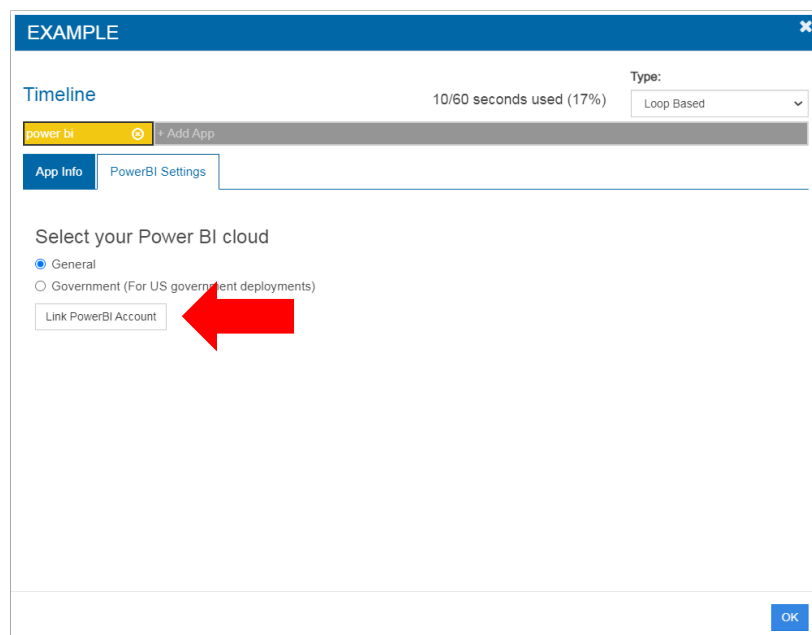 EXAMPLE
Type:
Timeline
10/60 seconds used (17%)
Loop Based
power bi
+ Add App
App Info
PowerBI Settings
Select your Power BI cloud
General
Government (For US government deployments)
Link PowerBI Account
OK